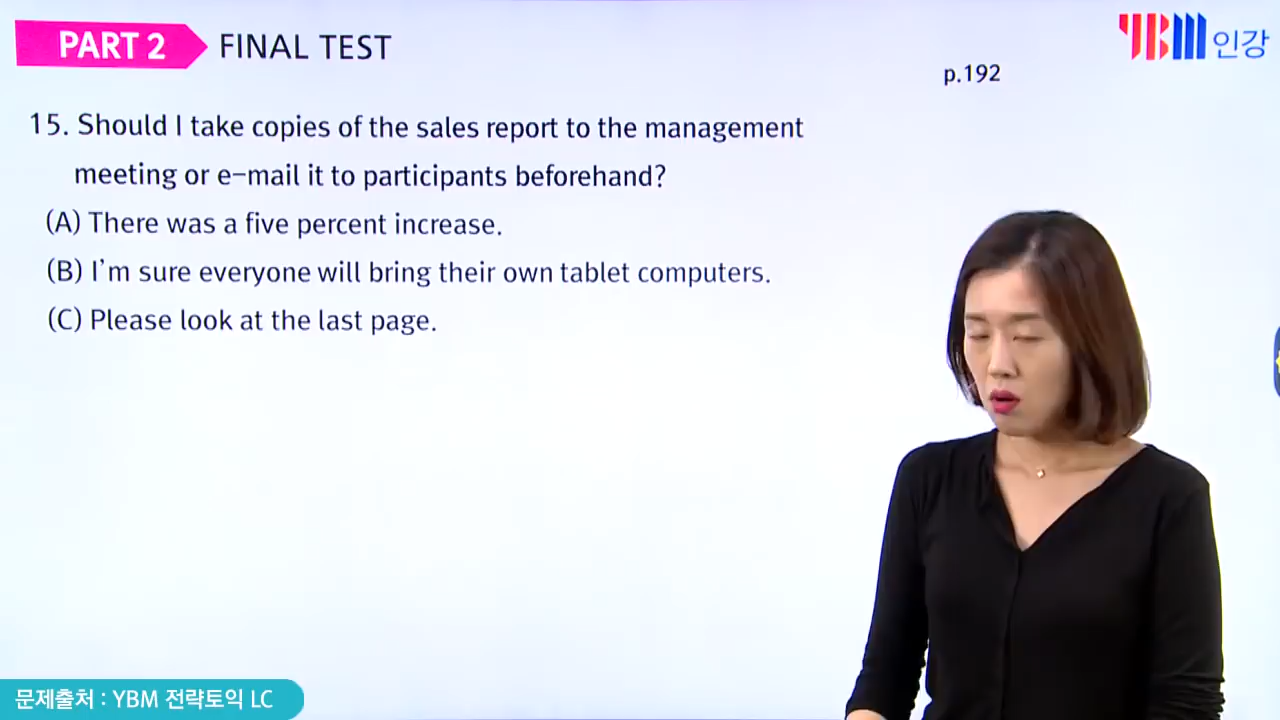 PART 2 FINAL TEST
YBM 인강
p.192
15. Should I take copies of the sales report to the management
meeting or e-mail it to participants beforehand?
(A) There was a five percent increase.
(B) I'm sure everyone will bring their own tablet computers.
(C) Please look at the last page.
문제출처 : YBM 전략토익 LC